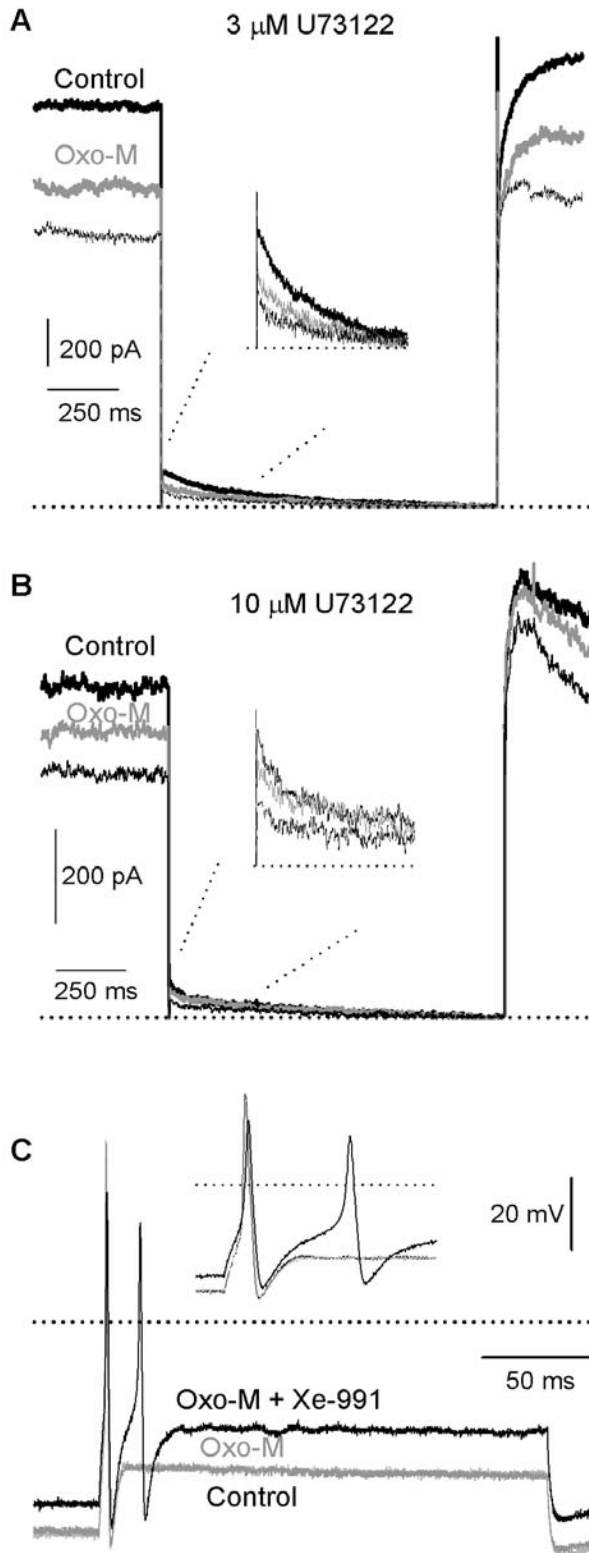 A
3 μM U73122
Control
Oxo-M
200 pA
250 ms
B
10 μM U73122
Control
Oxo-M
200 pA
250 ms
C
20 mV
50 ms
Oxo-M + Xe-991
Oxo-M
Control